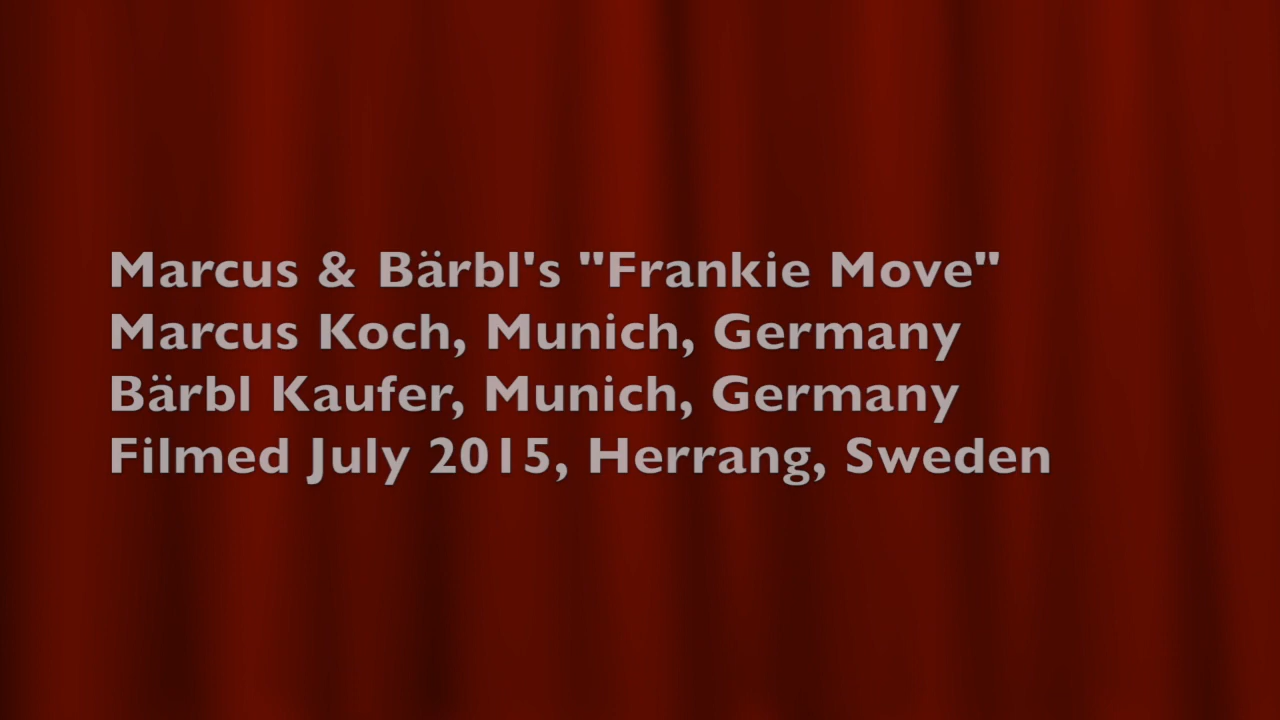 Marcus & Bärbl's "Frankie Move"
Marcus Koch, Munich, Germany
Bärbl Kaufer, Munich, Germany
Filmed July 2015, Herrang, Sweden